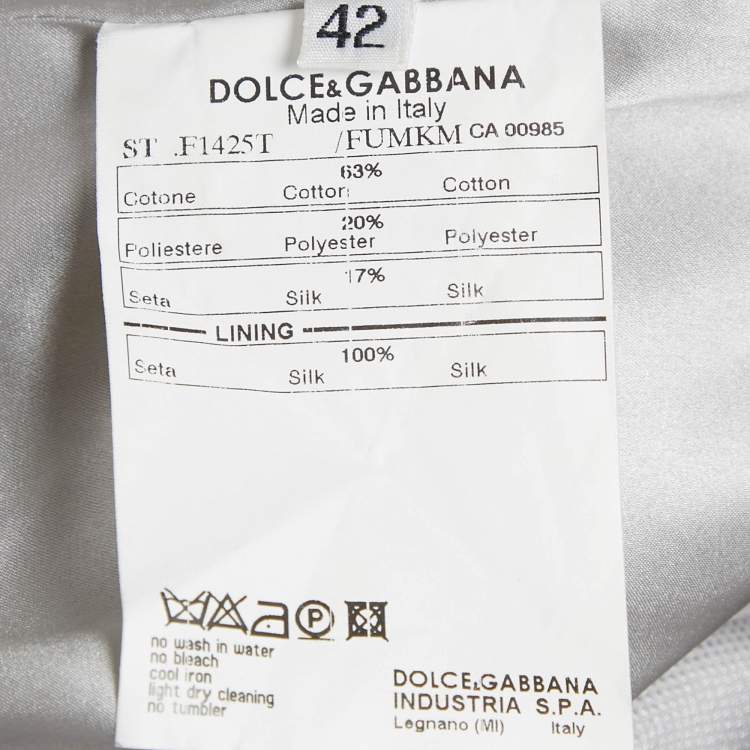 42
DOLCE&GABBANA
Made in Italy
ST .F1425T /FUMKM CA 00985
63%
Cotone Cotton Cotton
20%
Poliestere Polyester Polyester
17%
Seta Silk Silk
LINING
100%
Seta Silk Silk
P
no wash in water
no bleach
cool iron
light dry cleaning
no tumbler
DOLCE&GABBANA
INDUSTRIA S.P.A.
Legnano (MI) Italy